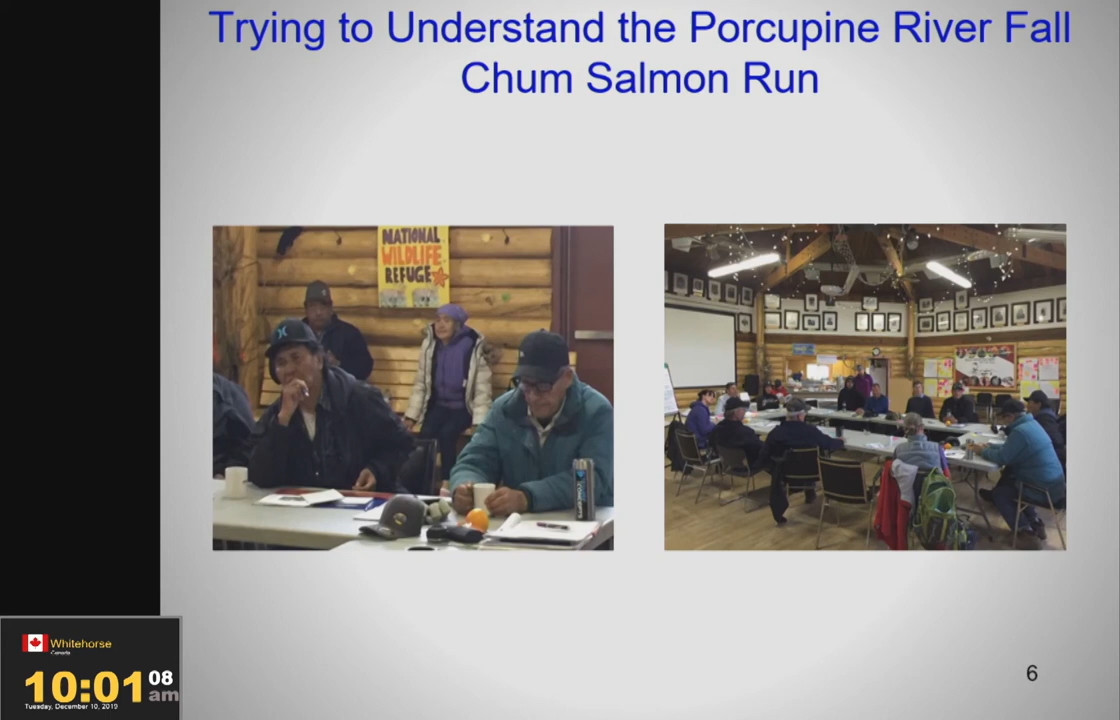 Trying to Understand the Porcupine River Fall
Chum Salmon Run
NATIONAL
WILDLIFE
REFUGE
6
Whitehorse
Canada
10:01 08
am
Tuesday, December 10, 2019